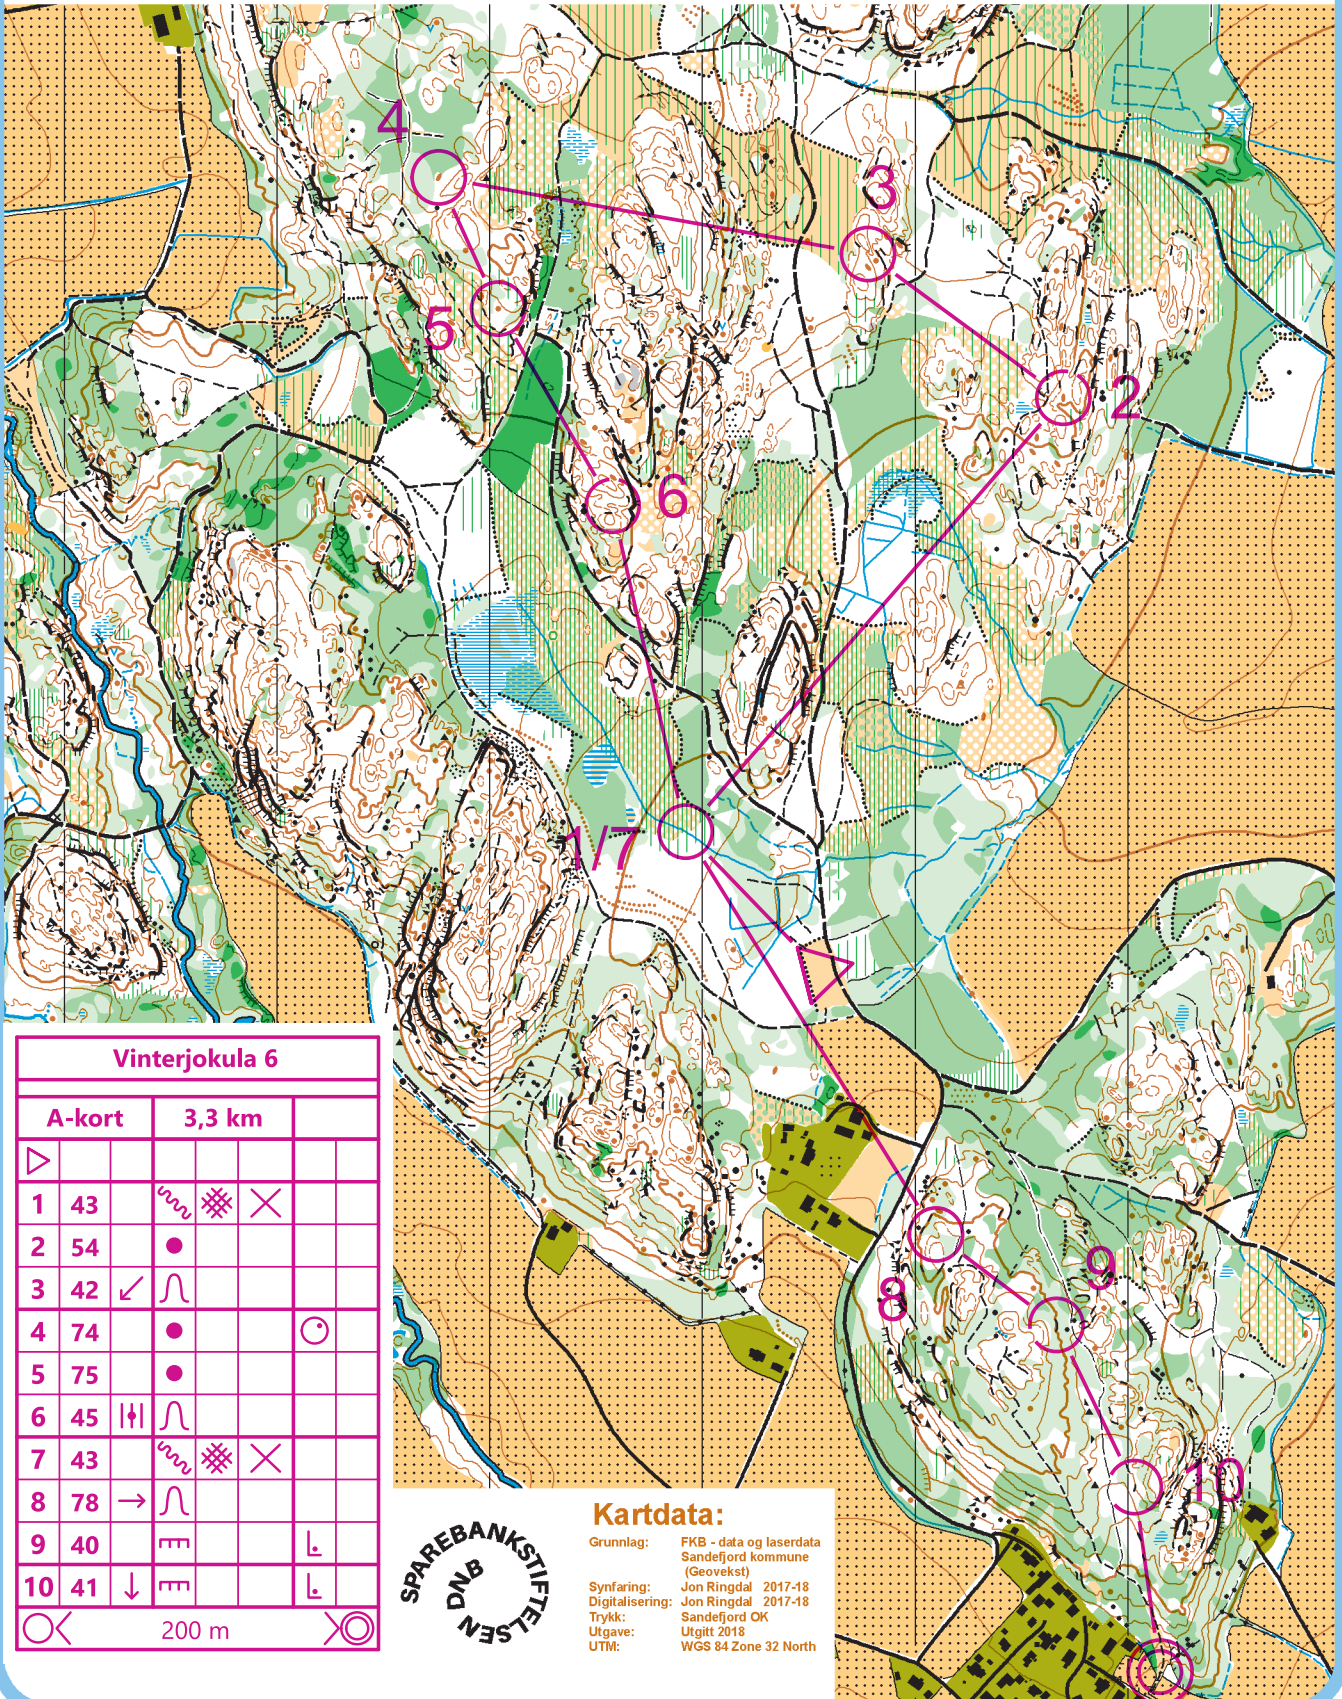 4
3
5
2
6
1/7
8
9
10
Vinterjokula 6
A-kort 3,3 km
1 43
2 54
3 42
4 74
5 75
6 45
7 43
8 78
9 40
10 41
200 m
SPAREBANKSTIFTELSEN
DNB
Kartdata:
Grunnlag: FKB - data og laserdata
Sandefjord kommune
(Geovekst)
Synfaring: Jon Ringdal 2017-18
Digitalisering: Jon Ringdal 2017-18
Trykk: Sandefjord OK
Utgave: Utgitt 2018
UTM: WGS 84 Zone 32 North